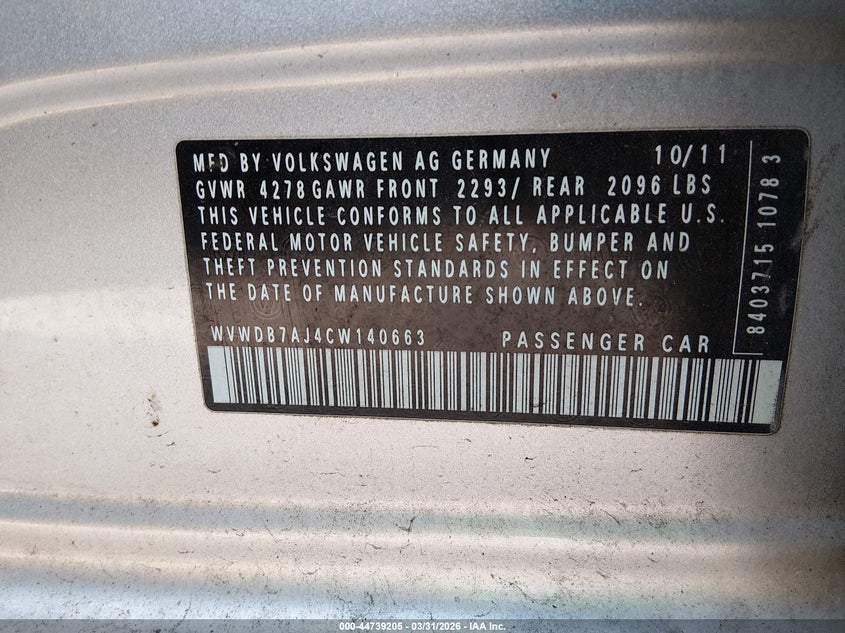 MFD BY VOLKSWAGEN AG GERMANY 10/11
GVWR 4278 GAWR FRONT 2293/ REAR 2096 LBS
THIS VEHICLE CONFORMS TO ALL APPLICABLE U.S.
FEDERAL MOTOR VEHICLE SAFETY, BUMPER AND
THEFT PREVENTION STANDARDS IN EFFECT ON
THE DATE OF MANUFACTURE SHOWN ABOVE.
WVWDB7AJ4CW140663 PASSENGER CAR
8403715 1078 3
000-44739205 - 03/31/2026 - IAA Inc.